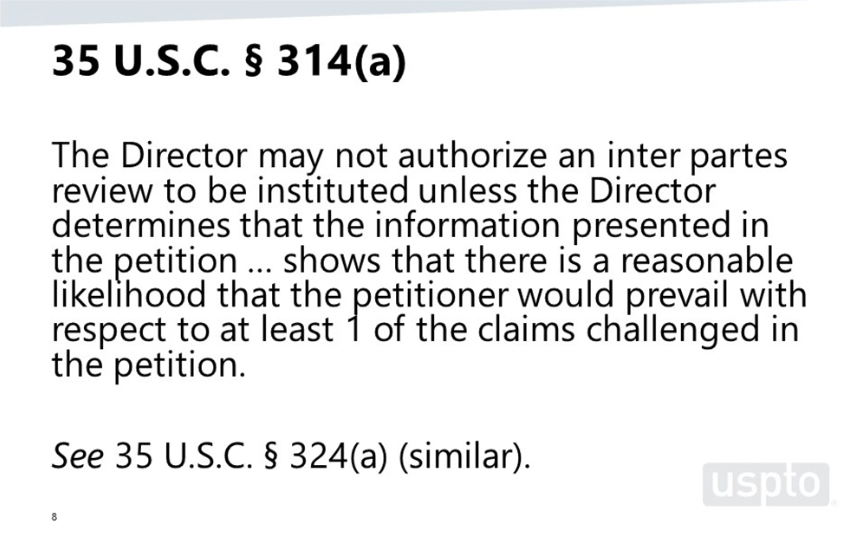 35 U.S.C. § 314(a)
The Director may not authorize an inter partes
review to be instituted unless the Director
determines that the information presented in
the petition ... shows that there is a reasonable
likelihood that the petitioner would prevail with
respect to at least 1 of the claims challenged in
the petition.
See 35 U.S.C. § 324(a) (similar).
uspto
8